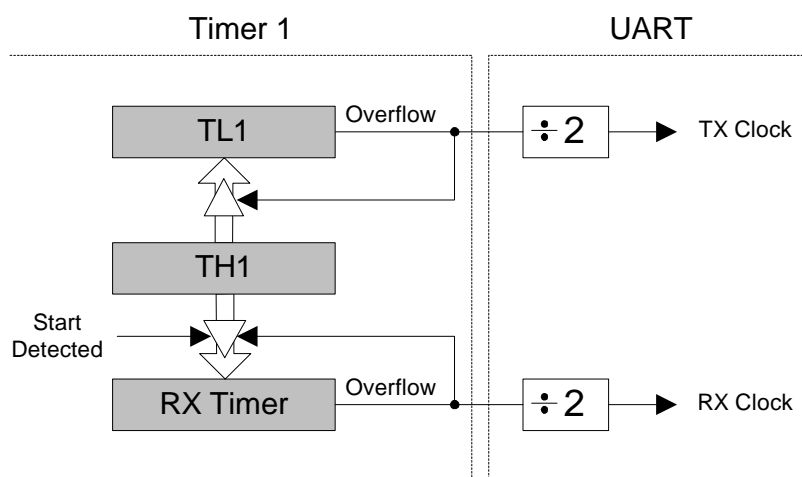 Timer 1
UART
TL1
Overflow
÷ 2
TX Clock
TH1
Start
Detected
RX Timer
Overflow
÷ 2
RX Clock